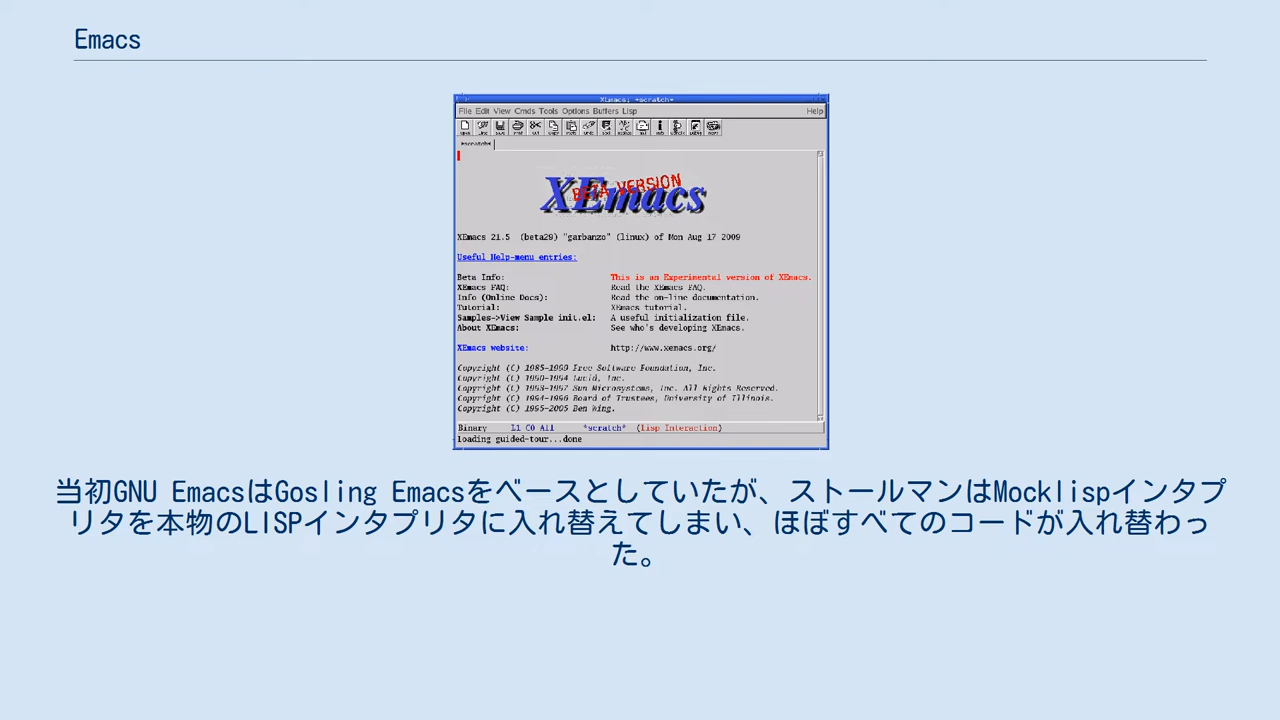 Emacs
XEmacs: *scratch*
File Edit View Cmds Tools Options Buffers Lisp Help
*scratch*
XEmacs
BETA VERSION
XEmacs 21.5 (beta29) "garbanzo" (linux) of Mon Aug 17 2009
Useful Help-menu entries:
Beta Info: This is an Experimental version of XEmacs.
XEmacs FAQ: Read the XEmacs FAQ.
Info (Online Docs): Read the on-line documentation.
Tutorial: XEmacs tutorial.
Samples->View Sample init.el: A useful initialization file.
About XEmacs: See who's developing XEmacs.
XEmacs website: http://www.xemacs.org/
Copyright (C) 1985-1999 Free Software Foundation, Inc.
Copyright (C) 1990-1994 Lucid, Inc.
Copyright (C) 1993-1997 Sun Microsystems, Inc. All Rights Reserved.
Copyright (C) 1994-1996 Board of Trustees, University of Illinois.
Copyright (C) 1995-2005 Ben Wing.
Binary L1 C0 All *scratch* (Lisp Interaction)
loading guided-tour...done
当初GNU EmacsはGosling Emacsをベースとしていたが、ストールマンはMocklispインタプ
リタを本物のLISPインタプリタに入れ替えてしまい、ほぼすべてのコードが入れ替わっ
た。